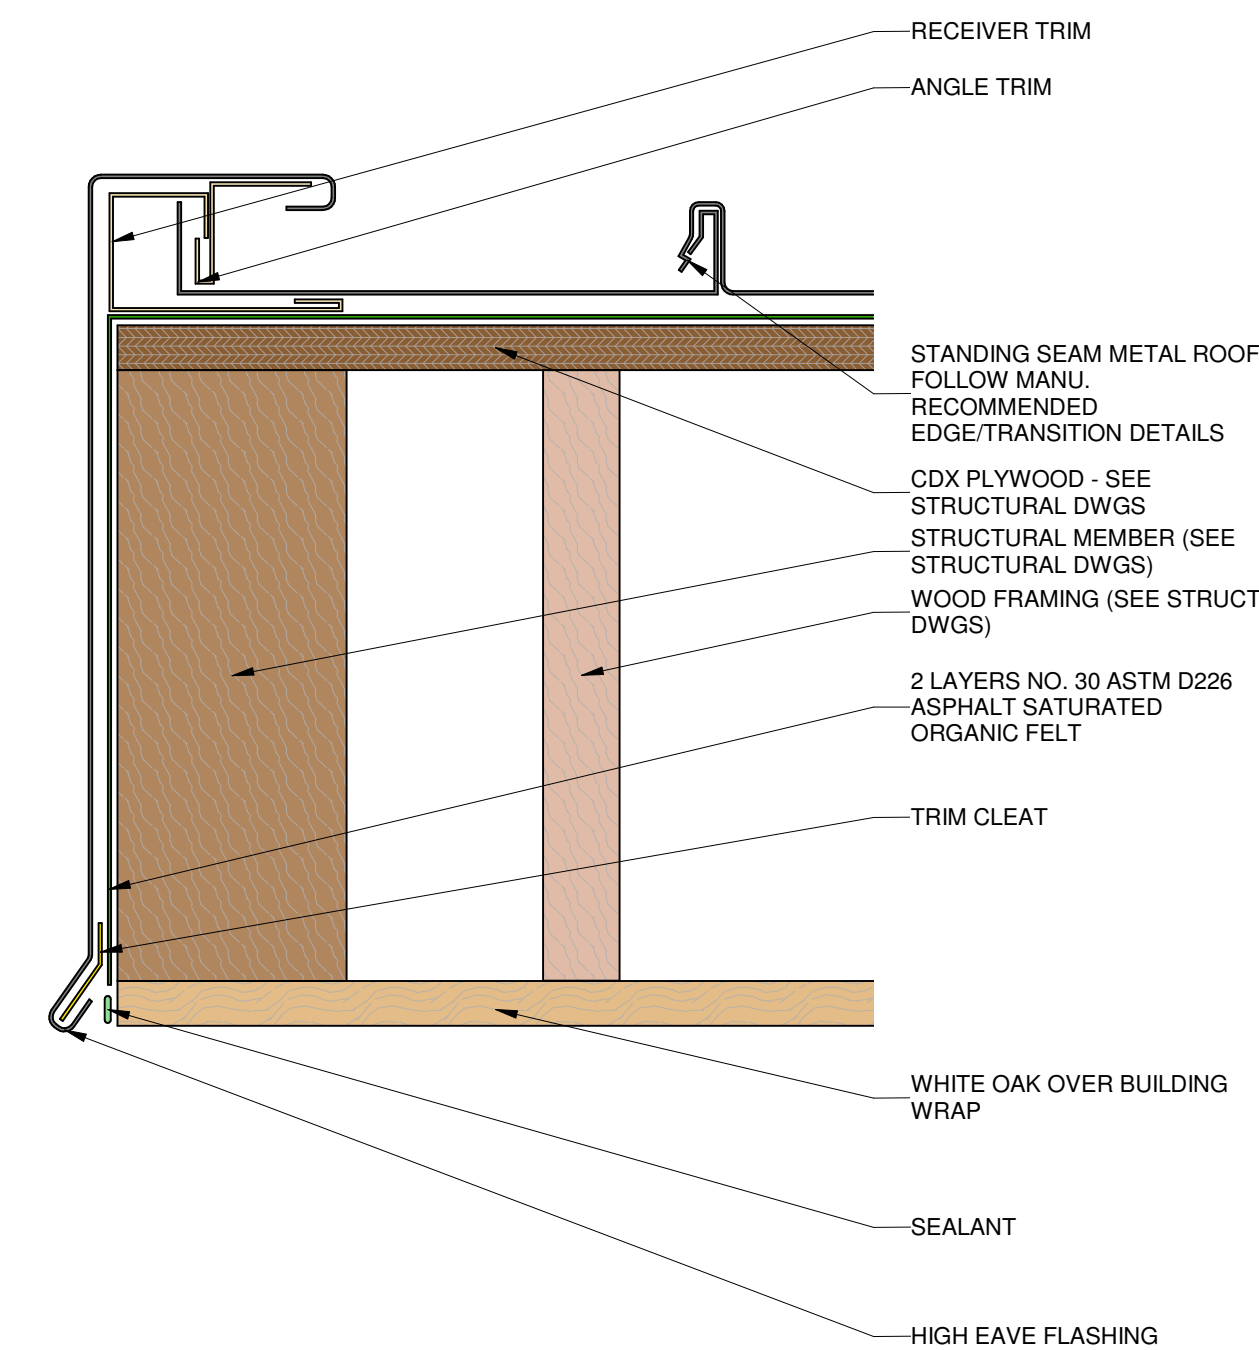 RECEIVER TRIM
ANGLE TRIM
STANDING SEAM METAL ROOF
FOLLOW MANU.
RECOMMENDED
EDGE/TRANSITION DETAILS
CDX PLYWOOD - SEE
STRUCTURAL DWGS
STRUCTURAL MEMBER (SEE
STRUCTURAL DWGS)
WOOD FRAMING (SEE STRUCT
DWGS)
2 LAYERS NO. 30 ASTM D226
ASPHALT SATURATED
ORGANIC FELT
TRIM CLEAT
WHITE OAK OVER BUILDING
WRAP
SEALANT
HIGH EAVE FLASHING